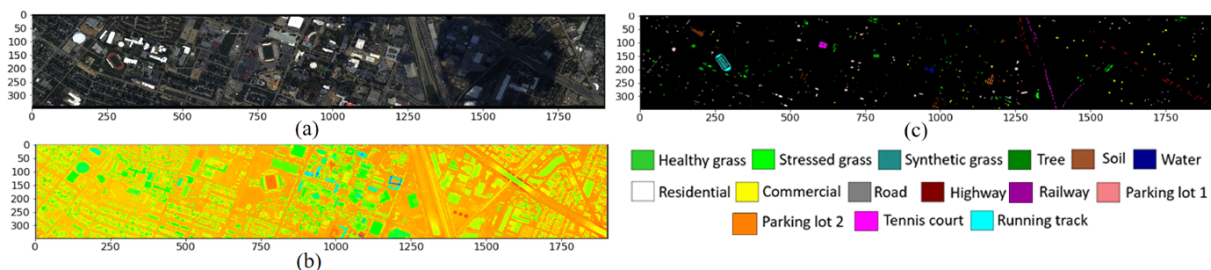 0
50
100
150
200
250
300
0 250 500 750 1000 1250 1500 1750
(a)
0
50
100
150
200
250
300
0 250 500 750 1000 1250 1500 1750
(b)
0
50
100
150
200
250
300
0 250 500 750 1000 1250 1500 1750
(c)
Healthy grass Stressed grass Synthetic grass Tree Soil Water
Residential Commercial Road Highway Railway Parking lot 1
Parking lot 2 Tennis court Running track